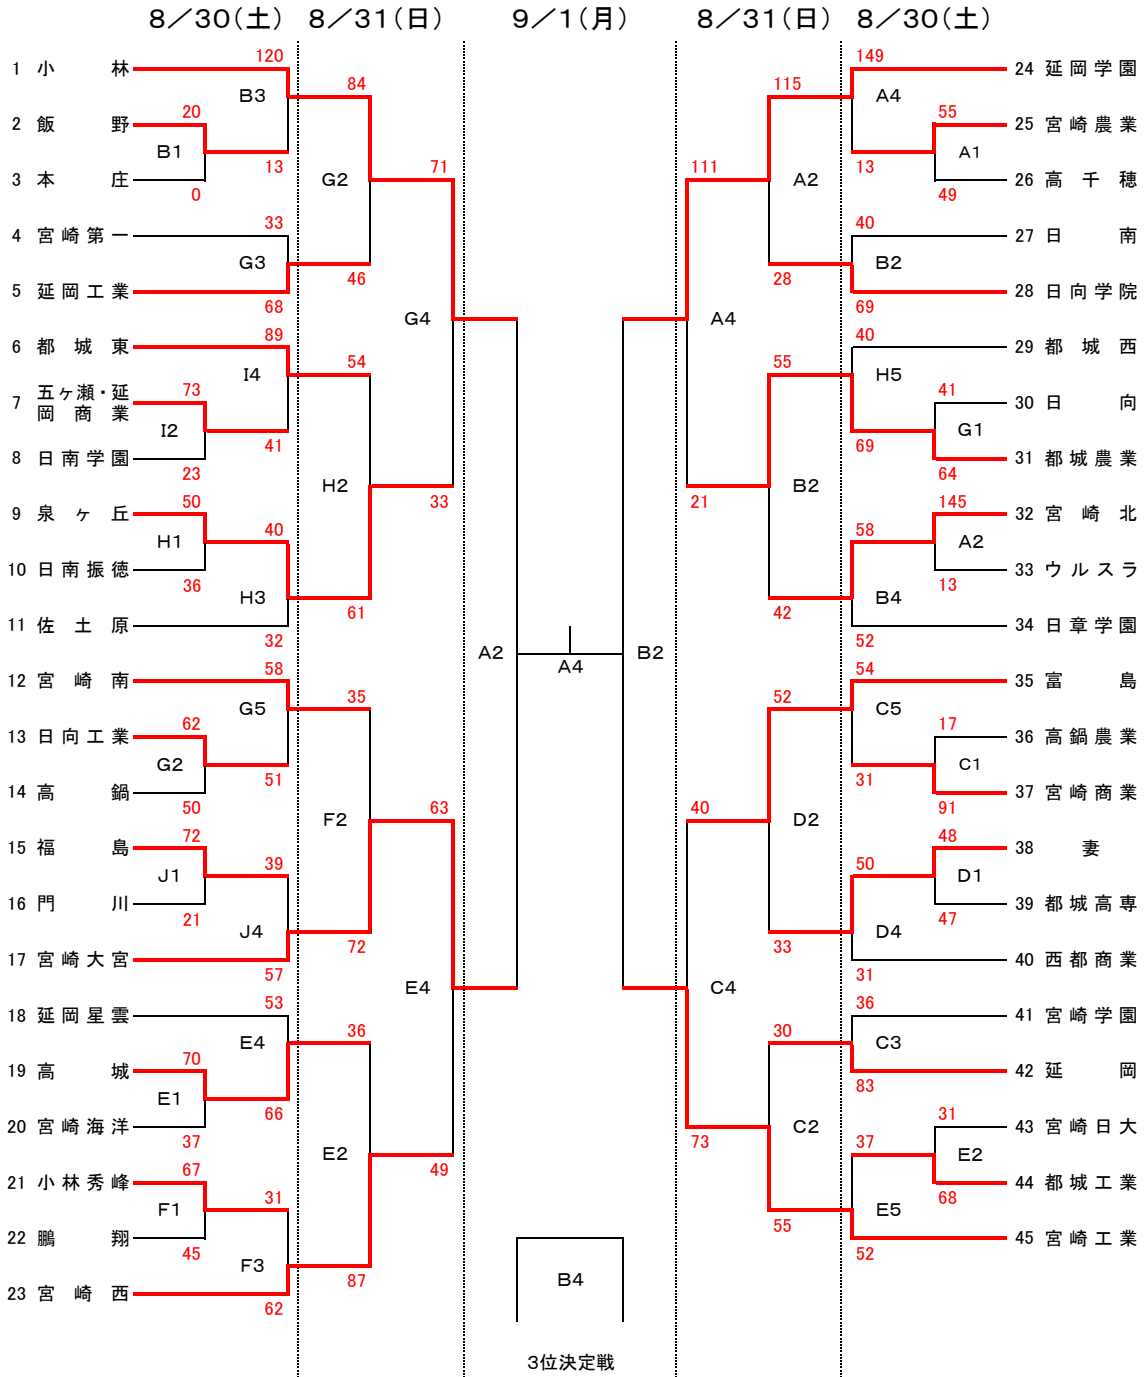 8／30（土） 8／31（日） 9／1（月） 8／31（日） 8／30（土）
120 149
1 小林 24 延岡学園
84 115
B3 A4
20 55
2 飯野 25 宮崎農業
B1 A1
13 71 111 13
3 本庄 G2 A2 26 高千穂
0 49
33 40
4 宮崎第一 27 日南
G3 B2
46 28
5 延岡工業 28 日向学院
68 69
G4 A4
89 40
6 都城東 29 都城西
54 55
I4 H5
73 41
7 五ヶ瀬・延
岡商業 30 日向
I2 G1
41 69
8 日南学園 31 都城農業
23 64
H2 B2
50 33 21 145
9 泉ヶ丘 32 宮崎北
40 58
H1 A2
10 日南振徳 33 ウルスラ
36 13
H3 B4
61 42
11 佐土原 34 日章学園
32 52
A2 A4 B2
58 54
12 宮崎南 35 富島
35 52
G5 C5
62 17
13 日向工業 36 高鍋農業
G2 C1
51 31
14 高鍋 37 宮崎商業
50 63 40 91
F2 D2
72 48
15 福島 38 妻
39 50
J1 D1
16 門川 39 都城高専
21 47
J4 D4
72 33
17 宮崎大宮 40 西都商業
57 31
E4 C4
53 36
18 延岡星雲 41 宮崎学園
36 30
E4 C3
70
19 高城 42 延岡
83
E1
66
20 宮崎海洋 43 宮崎日大
37 31
C2
37
E2 E2
67 49 73
21 小林秀峰 44 都城工業
31 68
F1 E5
55
22 鵬翔 45 宮崎工業
45 52
F3
87 B4
23 宮崎西
62
3位決定戦